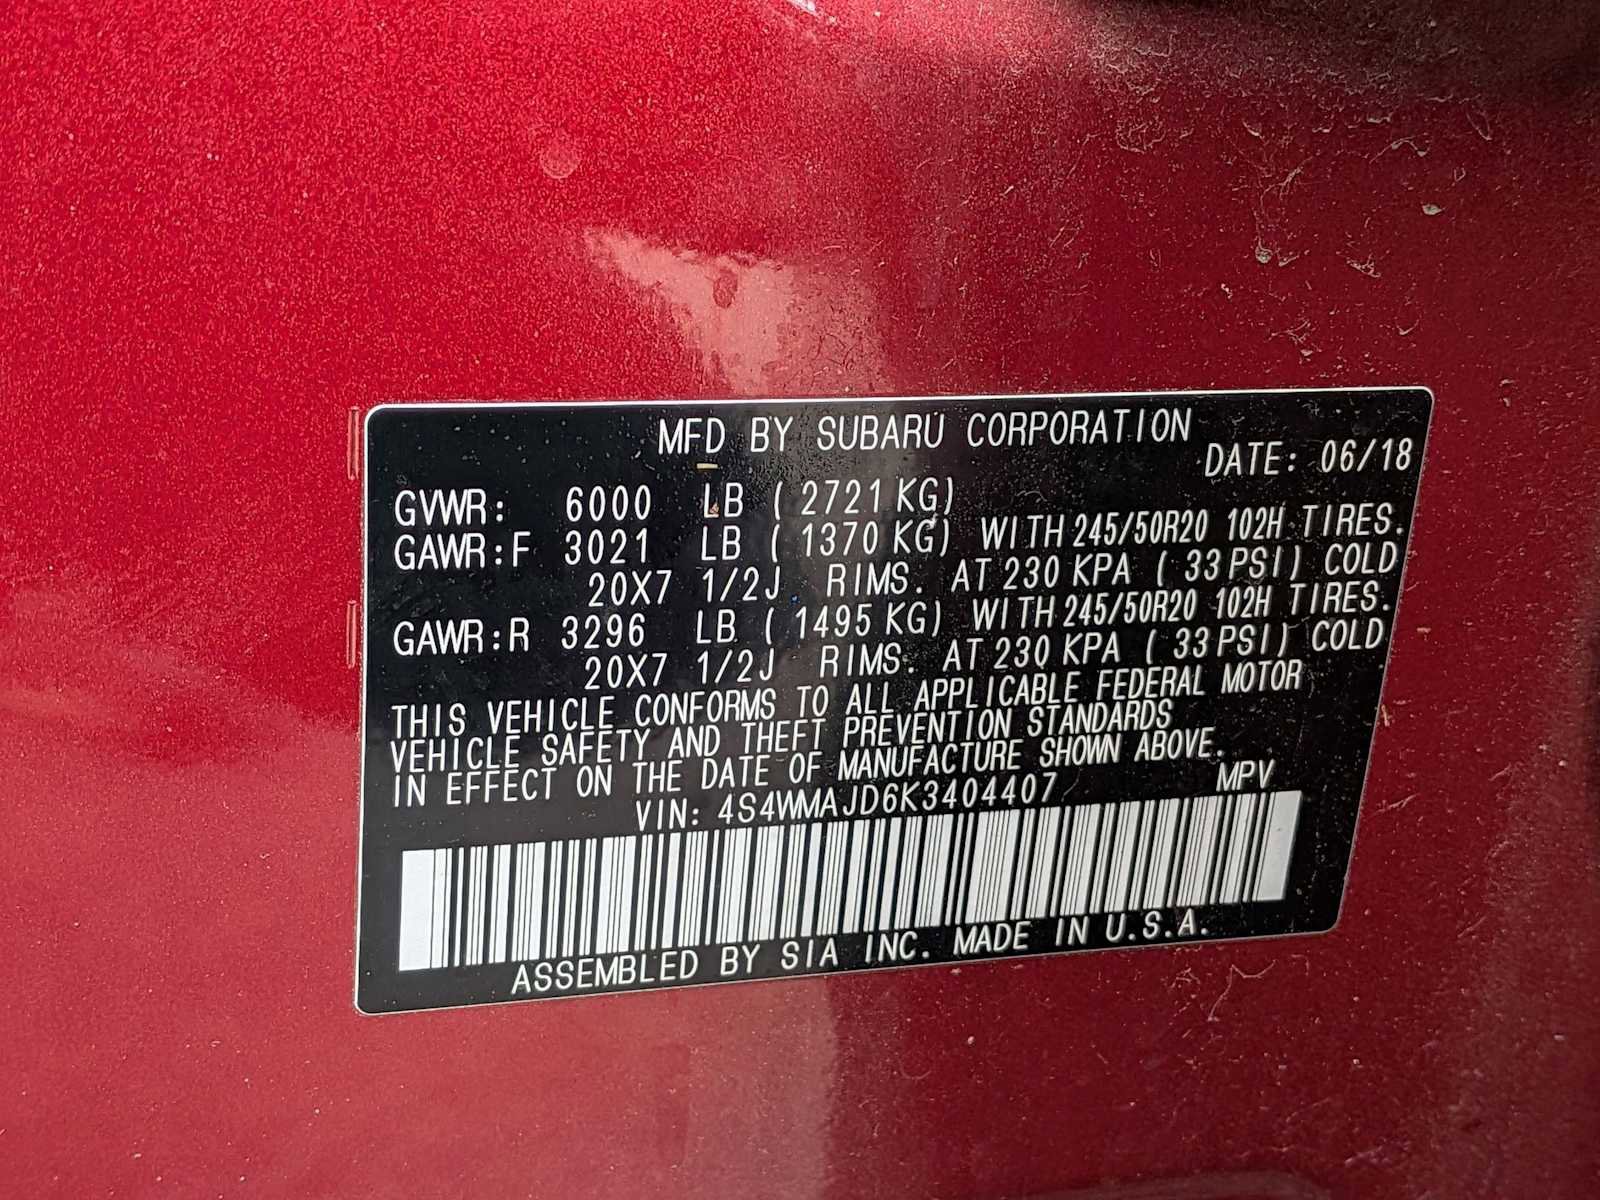 MFD BY SUBARU CORPORATION
DATE: 06/18
GVWR: 6000 LB ( 2721 KG)
GAWR:F 3021 LB ( 1370 KG) WITH 245/50R20 102H TIRES.
20X7 1/2J RIMS. AT 230 KPA ( 33 PSI) COLD
GAWR:R 3296 LB ( 1495 KG) WITH 245/50R20 102H TIRES.
20X7 1/2J RIMS. AT 230 KPA ( 33 PSI) COLD
THIS VEHICLE CONFORMS TO ALL APPLICABLE FEDERAL MOTOR
VEHICLE SAFETY AND THEFT PREVENTION STANDARDS
IN EFFECT ON THE DATE OF MANUFACTURE SHOWN ABOVE.
VIN: 4S4WMAJD6K3404407 MPV
ASSEMBLED BY SIA INC. MADE IN U.S.A.